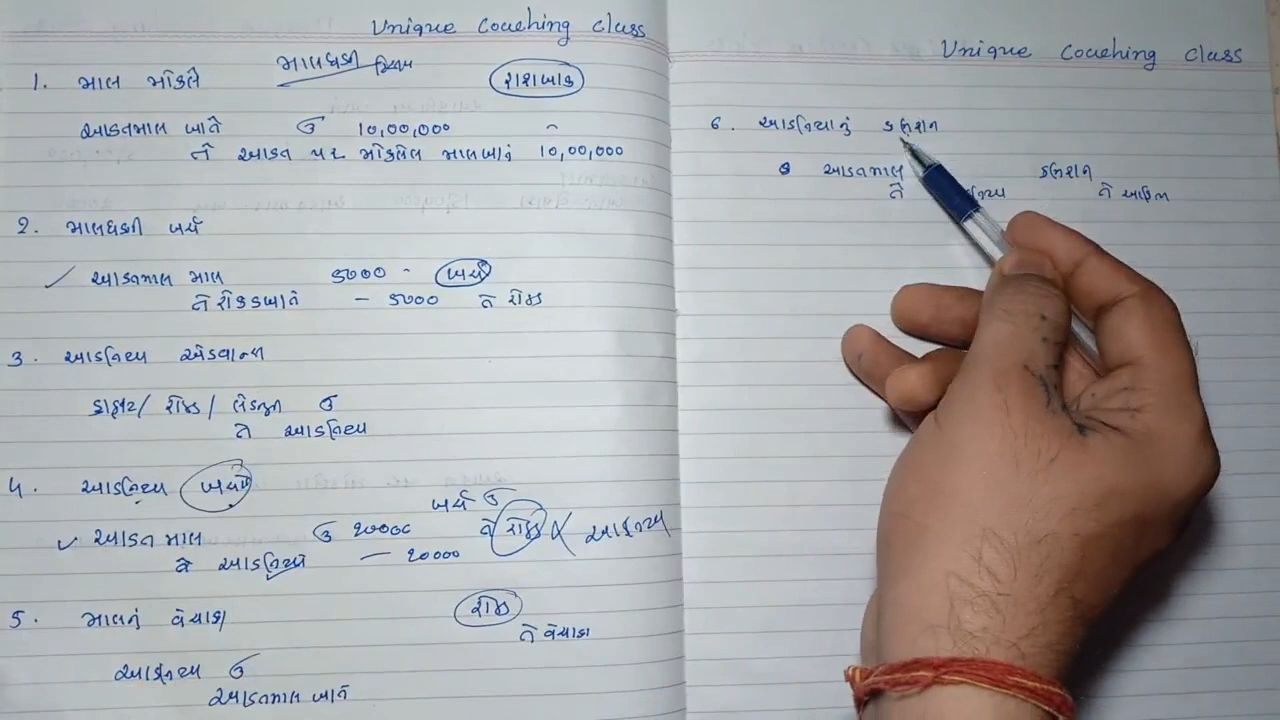 Unique Coaching Class
માલધણી
1. માલ મોકલે
આડતમાલ ખાતે ઉ 10,00,000
તે આડત પર મોકલેલ માલખાતે 10,00,000
2. માલધણી ખર્ચ
આડતમાલ માલ 5000 - ખર્ચ
તે રોકડખાતે - 5000 તે રોકડ
3. આડતિયા એડવાન્સ
ડ્રાફ્ટ/ રોકડ/ લેણીહુંડી ઉ
તે આડતિયા
4. આડતિયા ખર્ચા
ખર્ચ ઉ
આડત માલ ઉ 20000 તે રોકડ આડતિયા
તે આડતિયા — 20000
5. માલનું વેચાણ રોકડ
તે વેચાણ
આડતિયા ઉ
આડતમાલ ખાતે
Unique Coaching Class
6. આડતિયાનું કમિશન
આડતમાલ કમિશન
તે તે આડતિયા